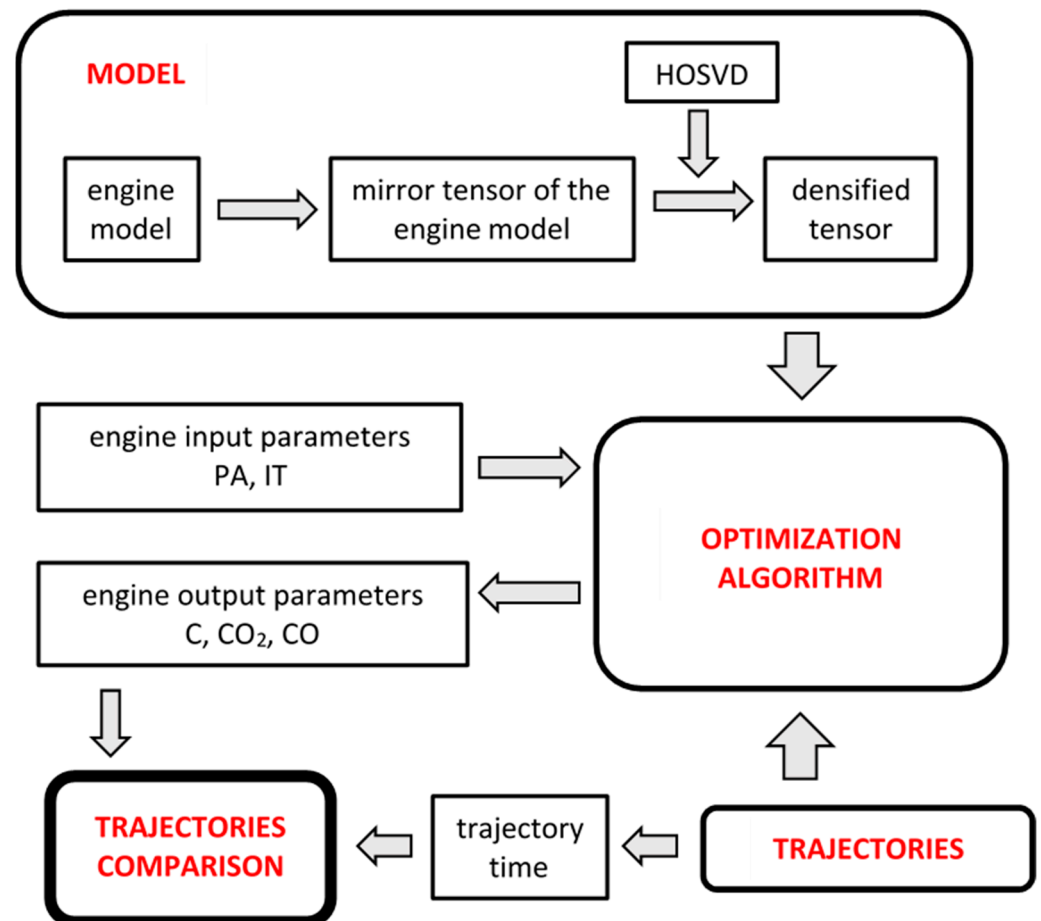 MODEL
HOSVD
engine
model
mirror tensor of the
engine model
densified
tensor
engine input parameters
PA, IT
OPTIMIZATION
ALGORITHM
engine output parameters
C, CO₂, CO
TRAJECTORIES
COMPARISON
trajectory
time
TRAJECTORIES